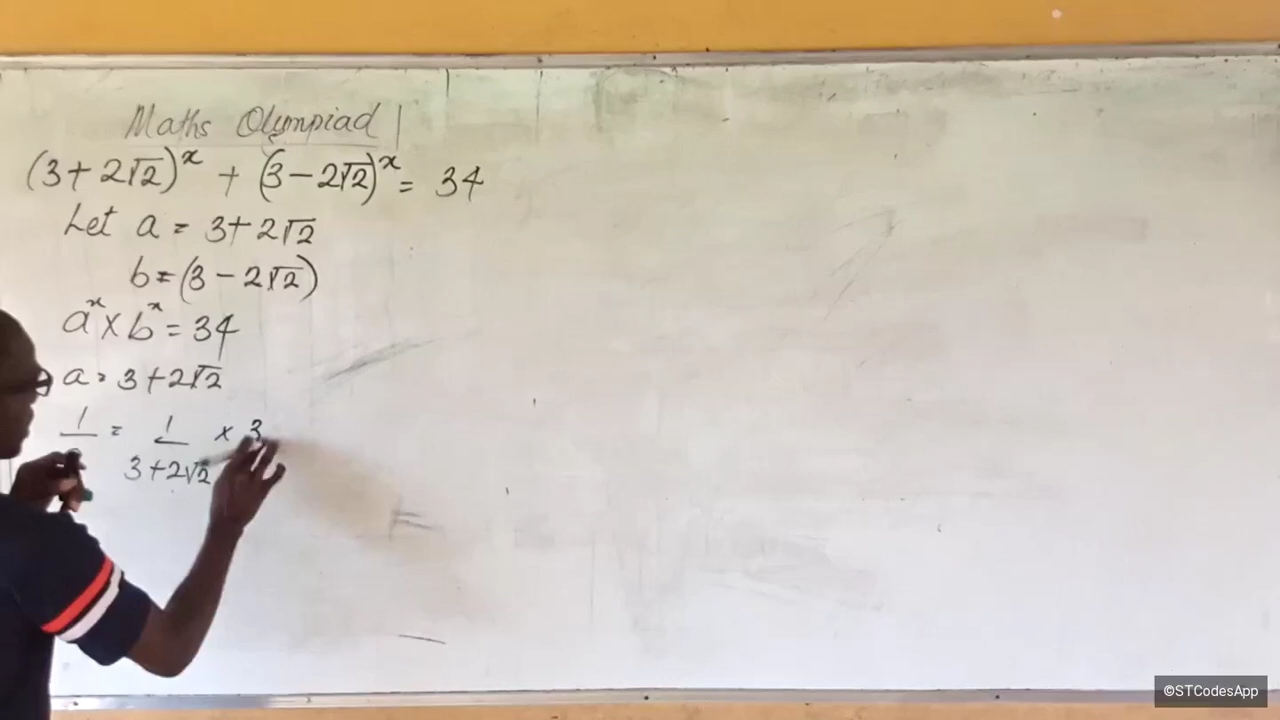 Maths Olympiad
(3+2√2)^x + (3-2√2)^x = 34
Let a = 3+2√2
b = (3-2√2)
a^x × b^x = 34
a = 3+2√2
1/ = 1/(3+2√2) × 3
©STCodesApp